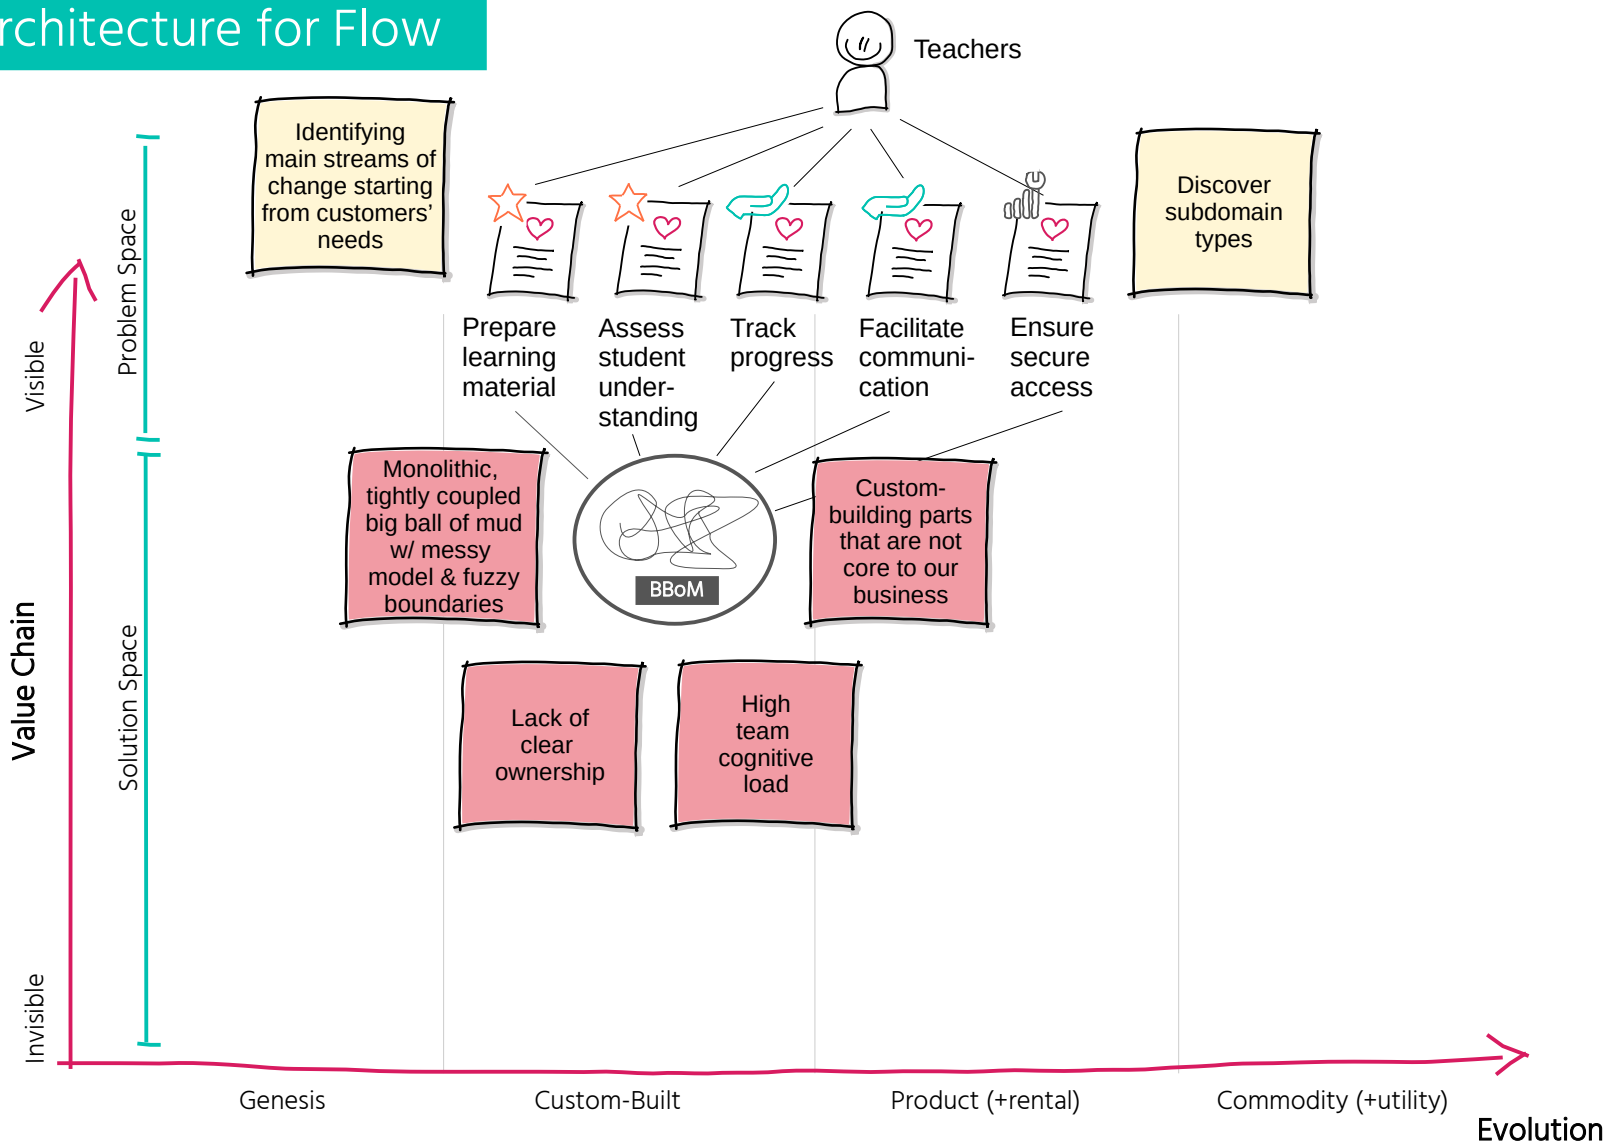 rchitecture for Flow
Teachers
Identifying
main streams of
change starting
from customers'
needs
Discover
subdomain
types
Problem Space
Visible
Prepare
learning
material
Assess
student
under-
standing
Track
progress
Facilitate
communi-
cation
Ensure
secure
access
Monolithic,
tightly coupled
big ball of mud
w/ messy
model & fuzzy
boundaries
BBoM
Custom-
building parts
that are not
core to our
business
Value Chain
Solution Space
Lack of
clear
ownership
High
team
cognitive
load
Invisible
Genesis
Custom-Built
Product (+rental)
Commodity (+utility)
Evolution